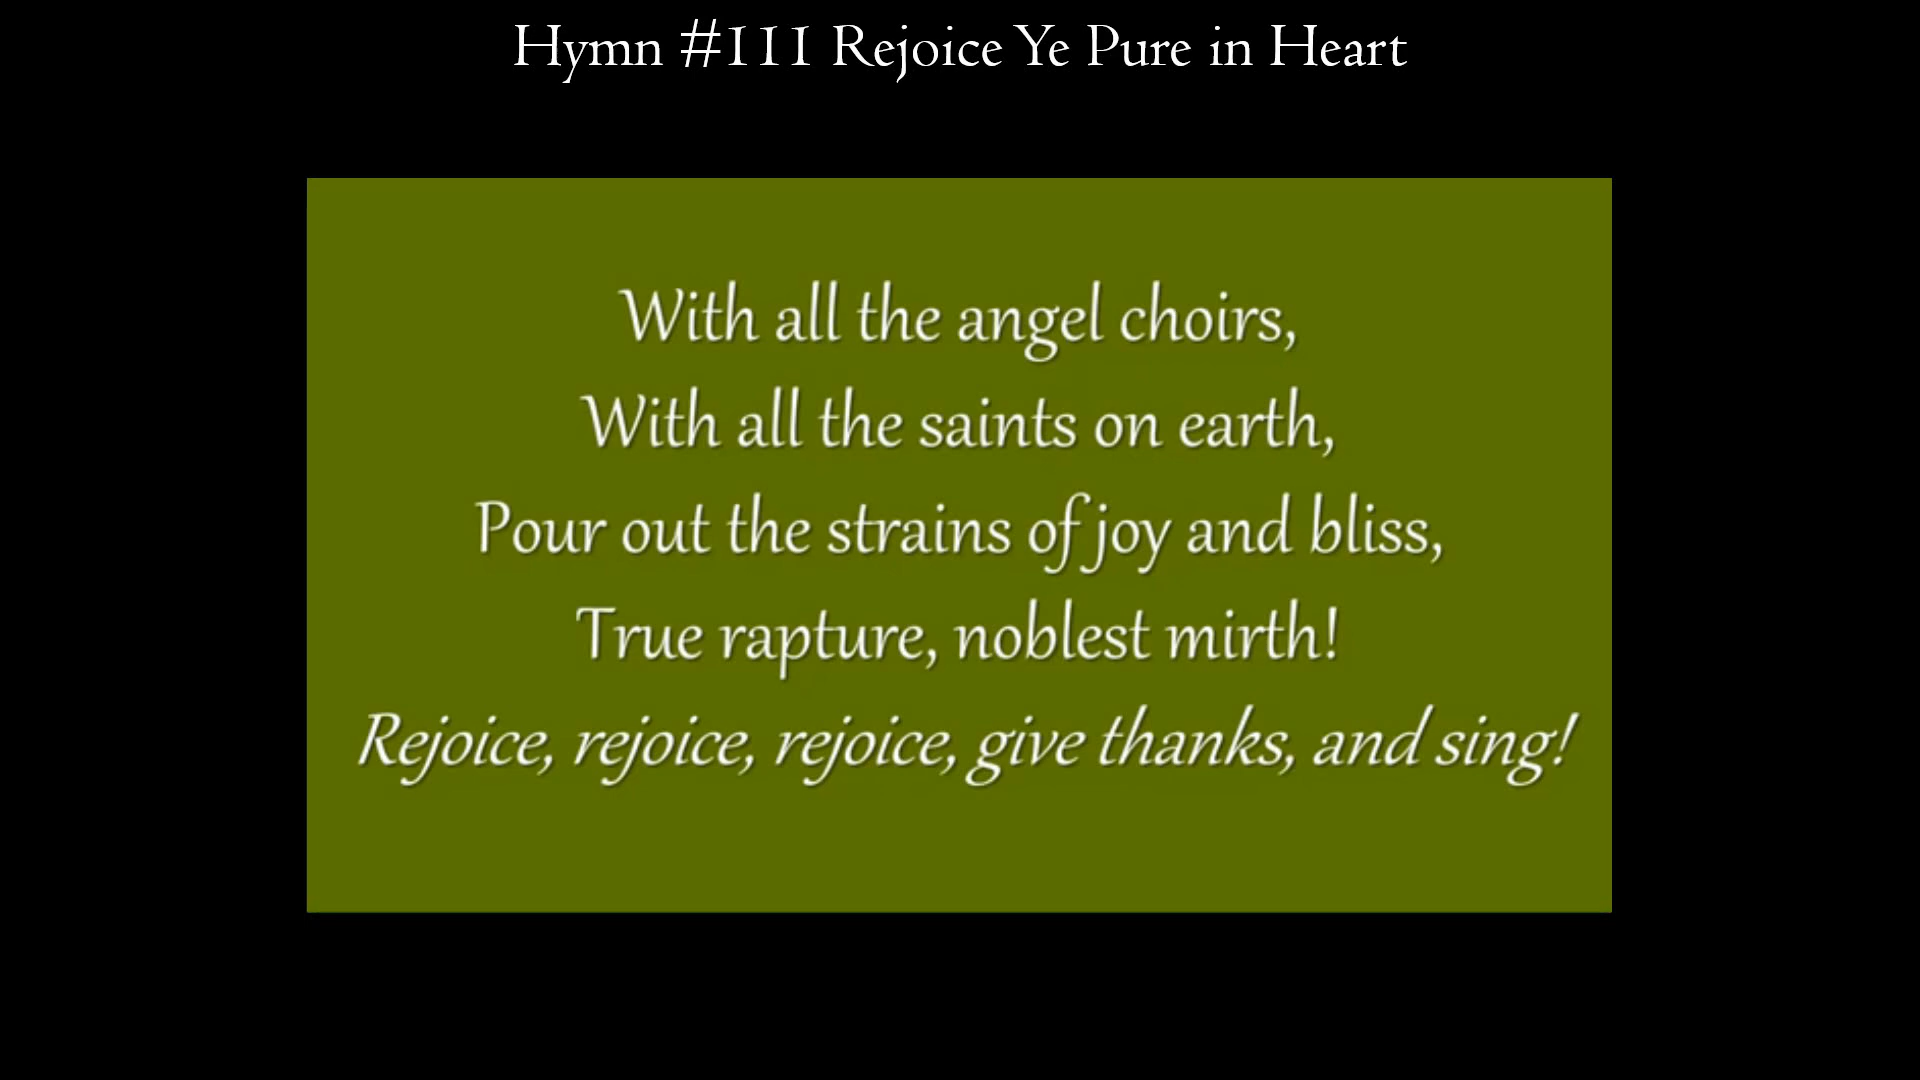 Hymn #111 Rejoice Ye Pure in Heart
With all the angel choirs,
With all the saints on earth,
Pour out the strains of joy and bliss,
True rapture, noblest mirth!
Rejoice, rejoice, rejoice, give thanks, and sing!